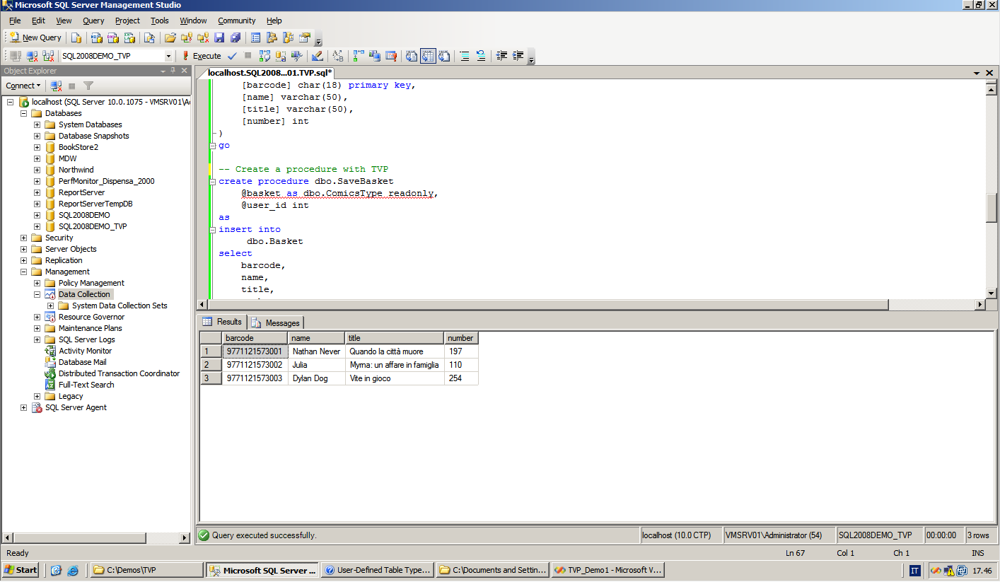 Microsoft SQL Server Management Studio
File Edit View Query Project Tools Window Community Help
New Query
SQL2008DEMO_TVP Execute
Object Explorer
Connect
localhost (SQL Server 10.0.1075 - VMSRV01\A
Databases
System Databases
Database Snapshots
BookStore2
MDW
Northwind
PerfMonitor_Dispensa_2000
ReportServer
ReportServerTempDB
SQL2008DEMO
SQL2008DEMO_TVP
Security
Server Objects
Replication
Management
Policy Management
Data Collection
System Data Collection Sets
Resource Governor
Maintenance Plans
SQL Server Logs
Activity Monitor
Database Mail
Distributed Transaction Coordinator
Full-Text Search
Legacy
SQL Server Agent
localhost.SQL2008...01.TVP.sql*
[barcode] char(18) primary key,
[name] varchar(50),
[title] varchar(50),
[number] int
)
go
-- Create a procedure with TVP
create procedure dbo.SaveBasket
@basket as dbo.ComicsType readonly,
@user_id int
as
insert into
dbo.Basket
select
barcode,
name,
title,
Results Messages
barcode name title number
1 9771121573001 Nathan Never Quando la città muore 197
2 9771121573002 Julia Myrna: un affare in famiglia 110
3 9771121573003 Dylan Dog Vite in gioco 254
Query executed successfully. localhost (10.0 CTP) VMSRV01\Administrator (54) SQL2008DEMO_TVP 00:00:00 3 rows
Ready Ln 67 Col 1 Ch 1 INS
Start C:\Demos\TVP Microsoft SQL Server ... User-Defined Table Type... C:\Documents and Settin... TVP_Demo1 - Microsoft V... IT 17.46